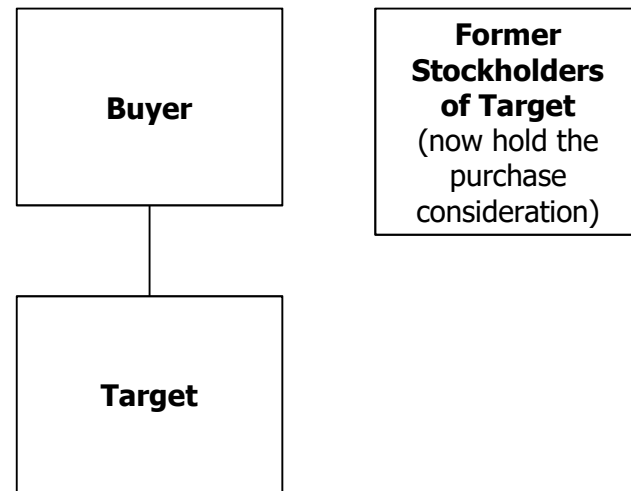 Buyer
Former
Stockholders
of Target
(now hold the
purchase
consideration)
Target